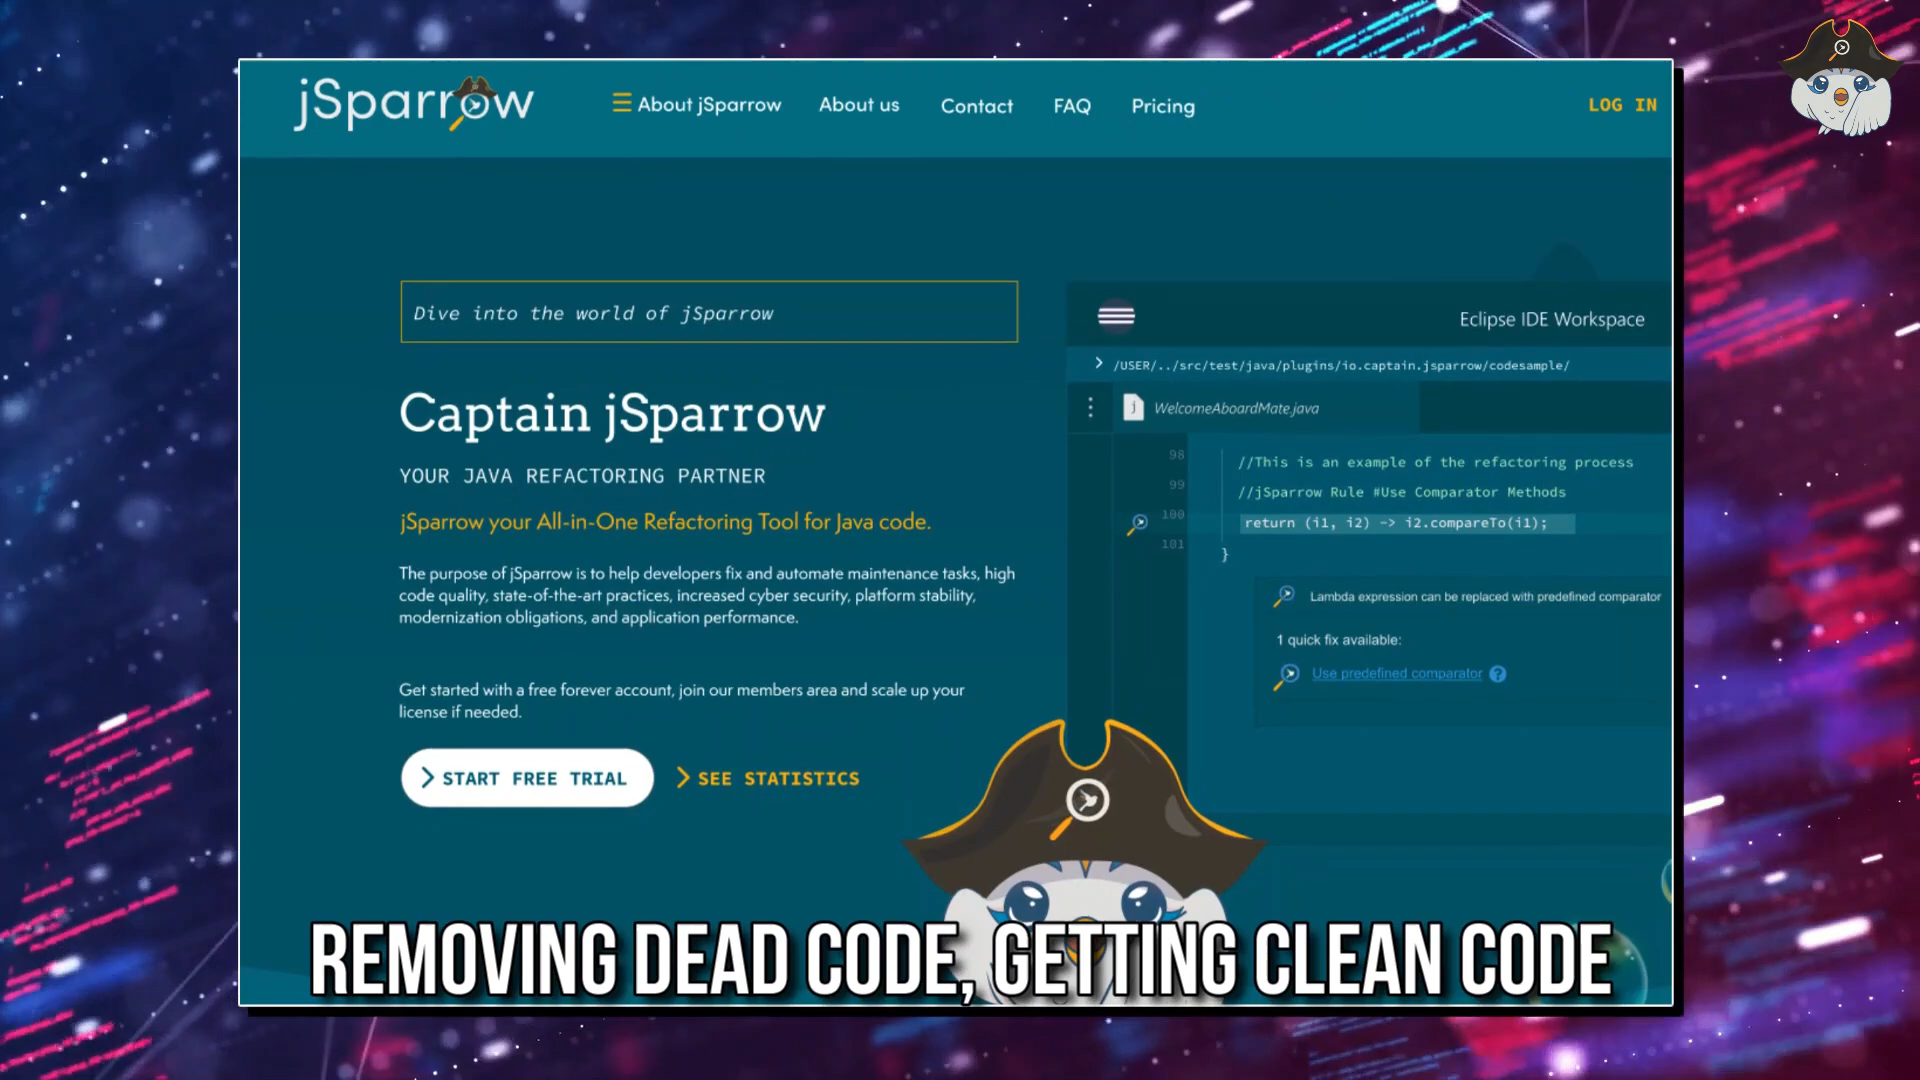 jSparrow
About jSparrow About us Contact FAQ Pricing
LOG IN
Dive into the world of jSparrow
Captain jSparrow
YOUR JAVA REFACTORING PARTNER
jSparrow your All-in-One Refactoring Tool for Java code.
The purpose of jSparrow is to help developers fix and automate maintenance tasks, high
code quality, state-of-the-art practices, increased cyber security, platform stability,
modernization obligations, and application performance.
Get started with a free forever account, join our members area and scale up your
license if needed.
START FREE TRIAL
SEE STATISTICS
Eclipse IDE Workspace
/USER/../src/test/java/plugins/io.captain.jsparrow/codesample/
j WelcomeAboardMate.java
98 //This is an example of the refactoring process
99 //jSparrow Rule #Use Comparator Methods
100 return (i1, i2) -> i2.compareTo(i1);
101 }
Lambda expression can be replaced with predefined comparator
1 quick fix available:
Use predefined comparator ?
REMOVING DEAD CODE, GETTING CLEAN CODE